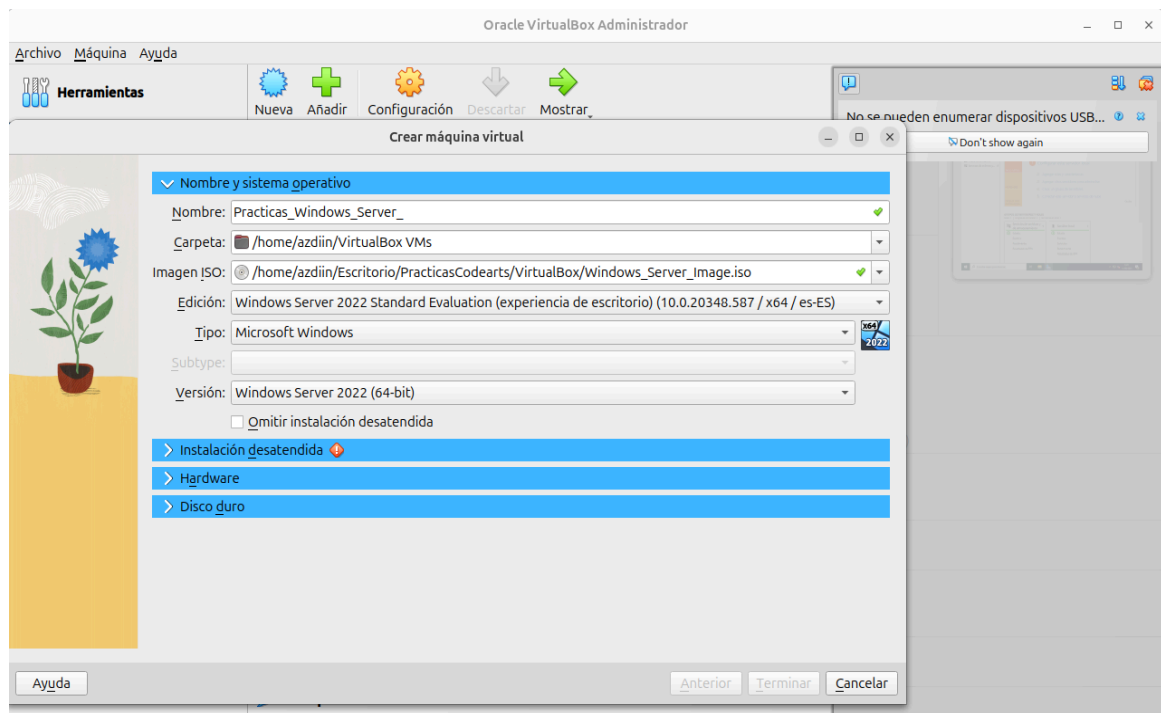 Oracle VirtualBox Administrador
Archivo Máquina Ayuda
Herramientas
Nueva Añadir Configuración Descartar Mostrar
No se pueden enumerar dispositivos USB...
Don't show again
Crear máquina virtual
Nombre y sistema operativo
Nombre: Practicas_Windows_Server_
Carpeta: /home/azdiin/VirtualBox VMs
Imagen ISO: /home/azdiin/Escritorio/PracticasCodearts/VirtualBox/Windows_Server_Image.iso
Edición: Windows Server 2022 Standard Evaluation (experiencia de escritorio) (10.0.20348.587 / x64 / es-ES)
Tipo: Microsoft Windows
x64
2022
Subtype:
Versión: Windows Server 2022 (64-bit)
Omitir instalación desatendida
Instalación desatendida
Hardware
Disco duro
Ayuda
Anterior Terminar Cancelar